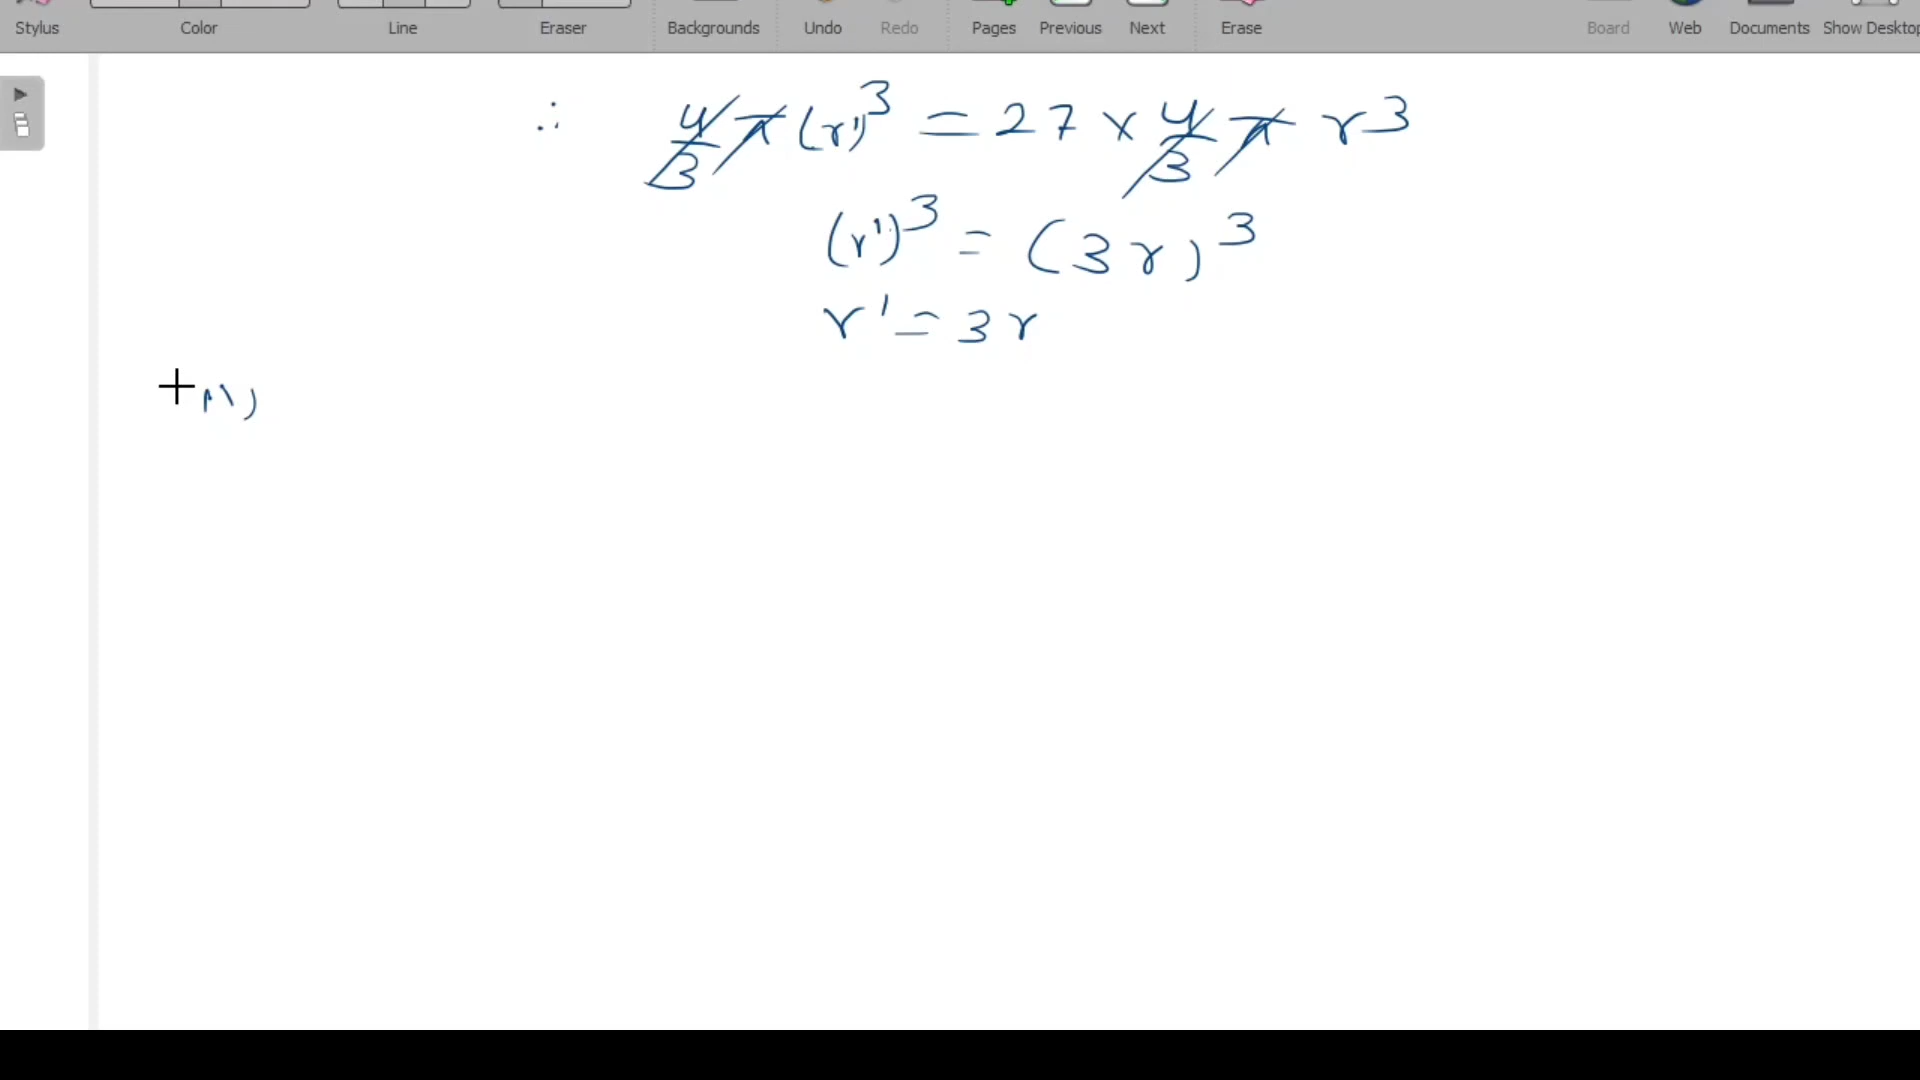 Stylus Color Line Eraser Backgrounds Undo Redo Pages Previous Next Erase Board Web Documents Show Desktop
∴ 4/3 π (r')³ = 27 × 4/3 π r³
(r')³ = (3r)³
r' = 3r